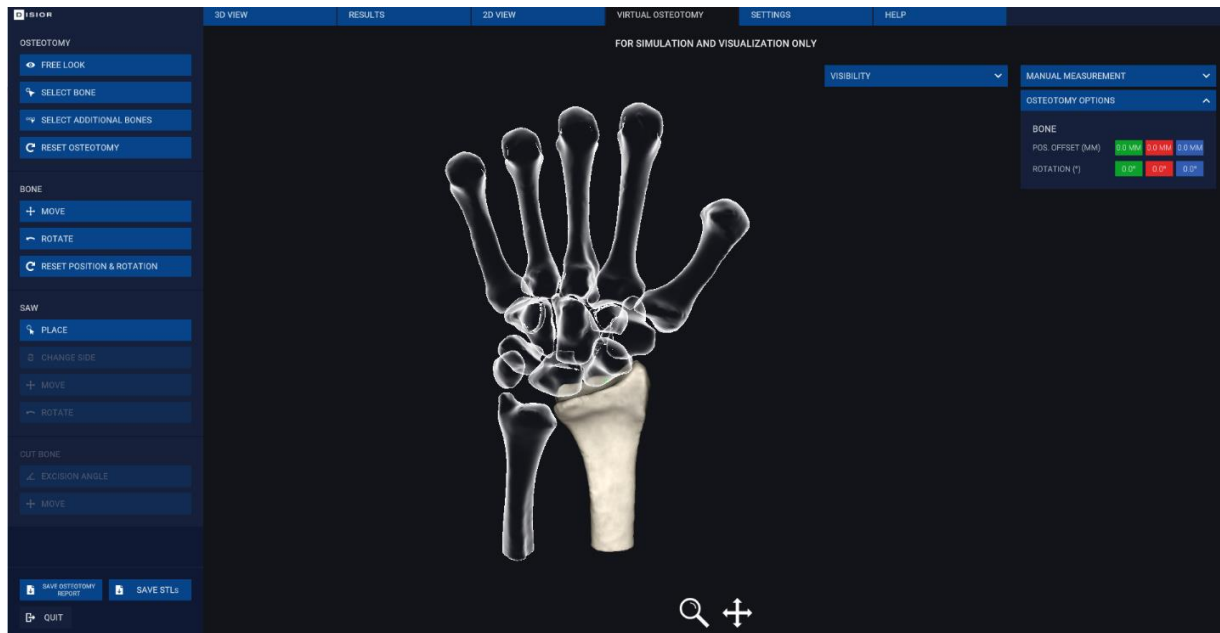 DISIOR
3D VIEW
RESULTS
2D VIEW
VIRTUAL OSTEOTOMY
SETTINGS
HELP
FOR SIMULATION AND VISUALIZATION ONLY
OSTEOTOMY
FREE LOOK
SELECT BONE
SELECT ADDITIONAL BONES
RESET OSTEOTOMY
BONE
MOVE
ROTATE
RESET POSITION & ROTATION
SAW
PLACE
CHANGE SIDE
MOVE
ROTATE
CUT BONE
EXCISION ANGLE
MOVE
SAVE OSTEOTOMY
REPORT
SAVE STLs
QUIT
VISIBILITY
MANUAL MEASUREMENT
OSTEOTOMY OPTIONS
BONE
POS. OFFSET (MM) 0.0 MM 0.0 MM 0.0 MM
ROTATION (°) 0.0° 0.0° 0.0°